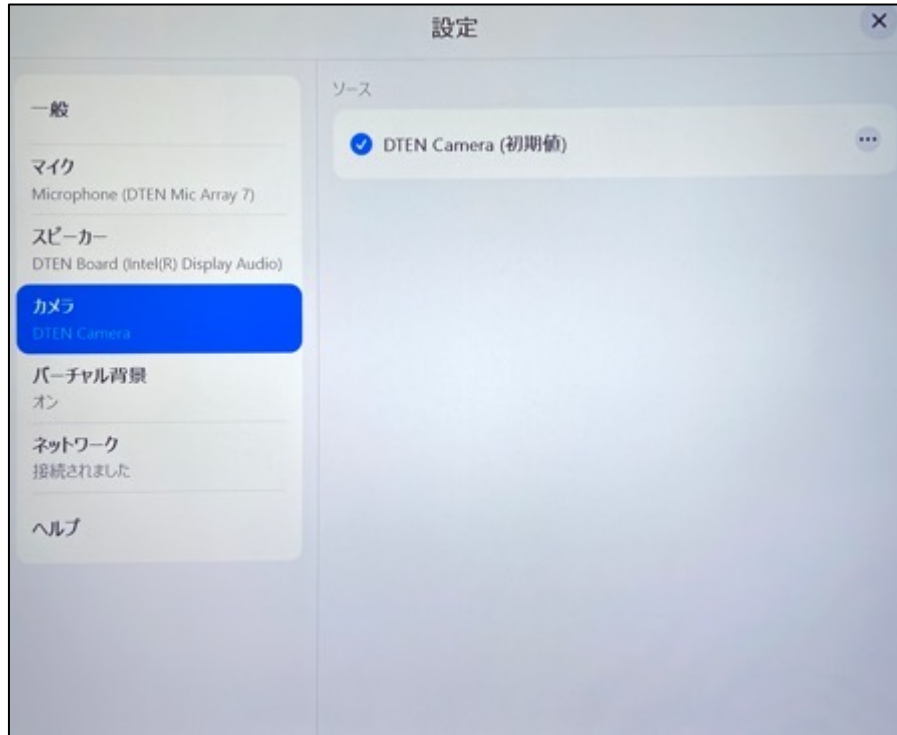 設定
一般
マイク
Microphone (DTEN Mic Array 7)
スピーカー
DTEN Board (Intel(R) Display Audio)
カメラ
DTEN Camera
バーチャル背景
オン
ネットワーク
接続されました
ヘルプ
ソース
DTEN Camera (初期値)